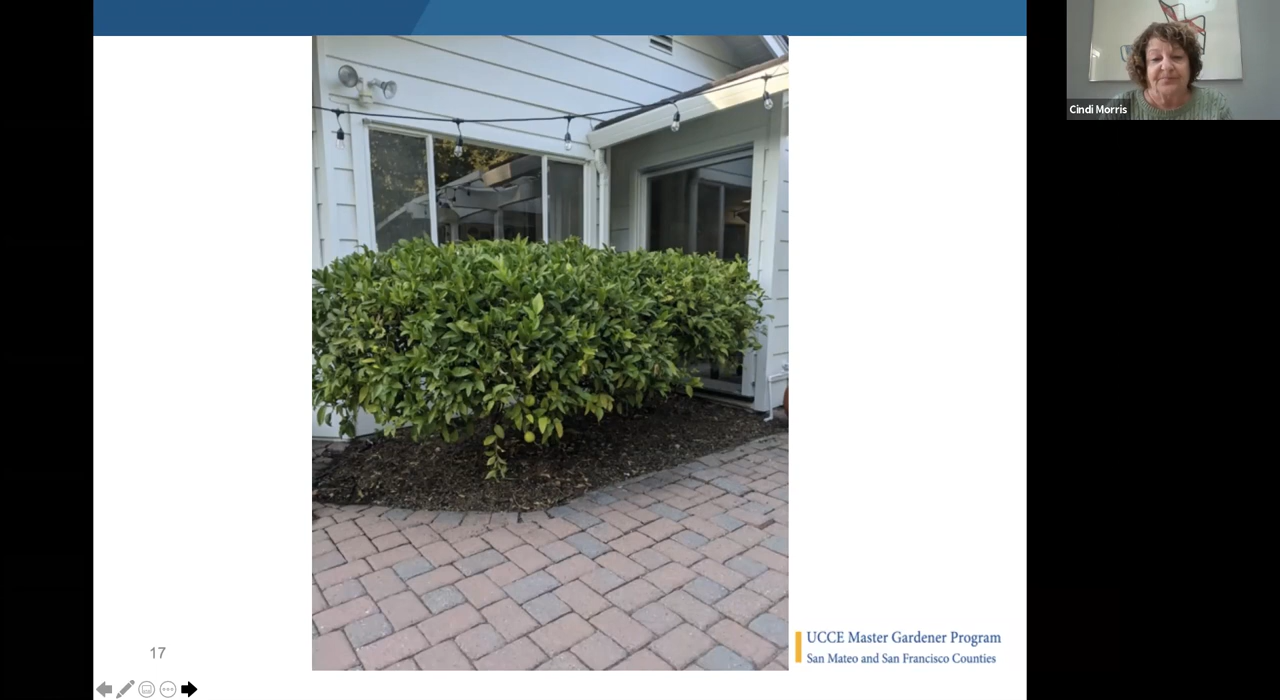 Cindi Morris
UCCE Master Gardener Program
San Mateo and San Francisco Counties
17